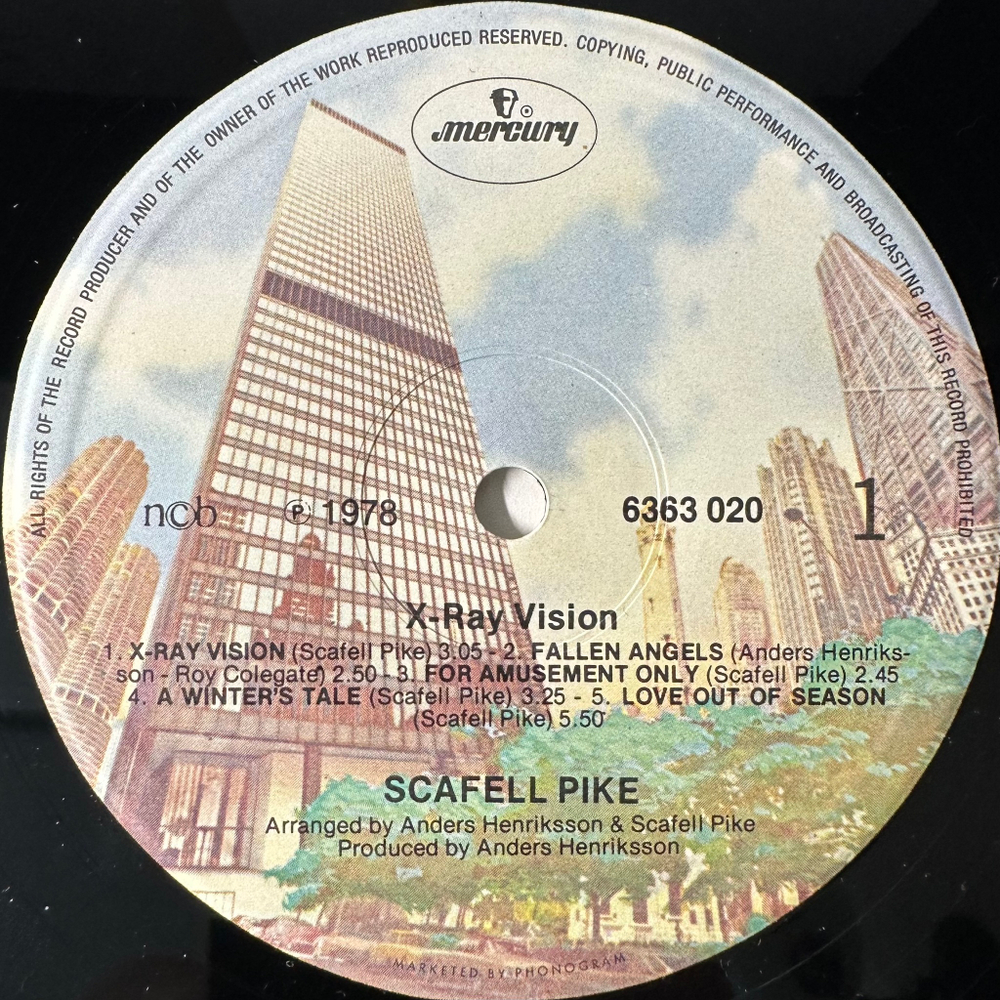 ALL RIGHTS OF THE RECORD PRODUCER AND OF THE OWNER OF THE WORK REPRODUCED RESERVED. COPYING, PUBLIC PERFORMANCE AND BROADCASTING OF THIS RECORD PROHIBITED
mercury
ncb ℗ 1978 6363 020 1
X-Ray Vision
1. X-RAY VISION (Scafell Pike) 3.05 - 2. FALLEN ANGELS (Anders Henriks-
son - Roy Colegate) 2.50 - 3. FOR AMUSEMENT ONLY (Scafell Pike) 2.45
4. A WINTER'S TALE (Scafell Pike) 3.25 - 5. LOVE OUT OF SEASON
(Scafell Pike) 5.50
SCAFELL PIKE
Arranged by Anders Henriksson & Scafell Pike
Produced by Anders Henriksson
MARKETED BY PHONOGRAM